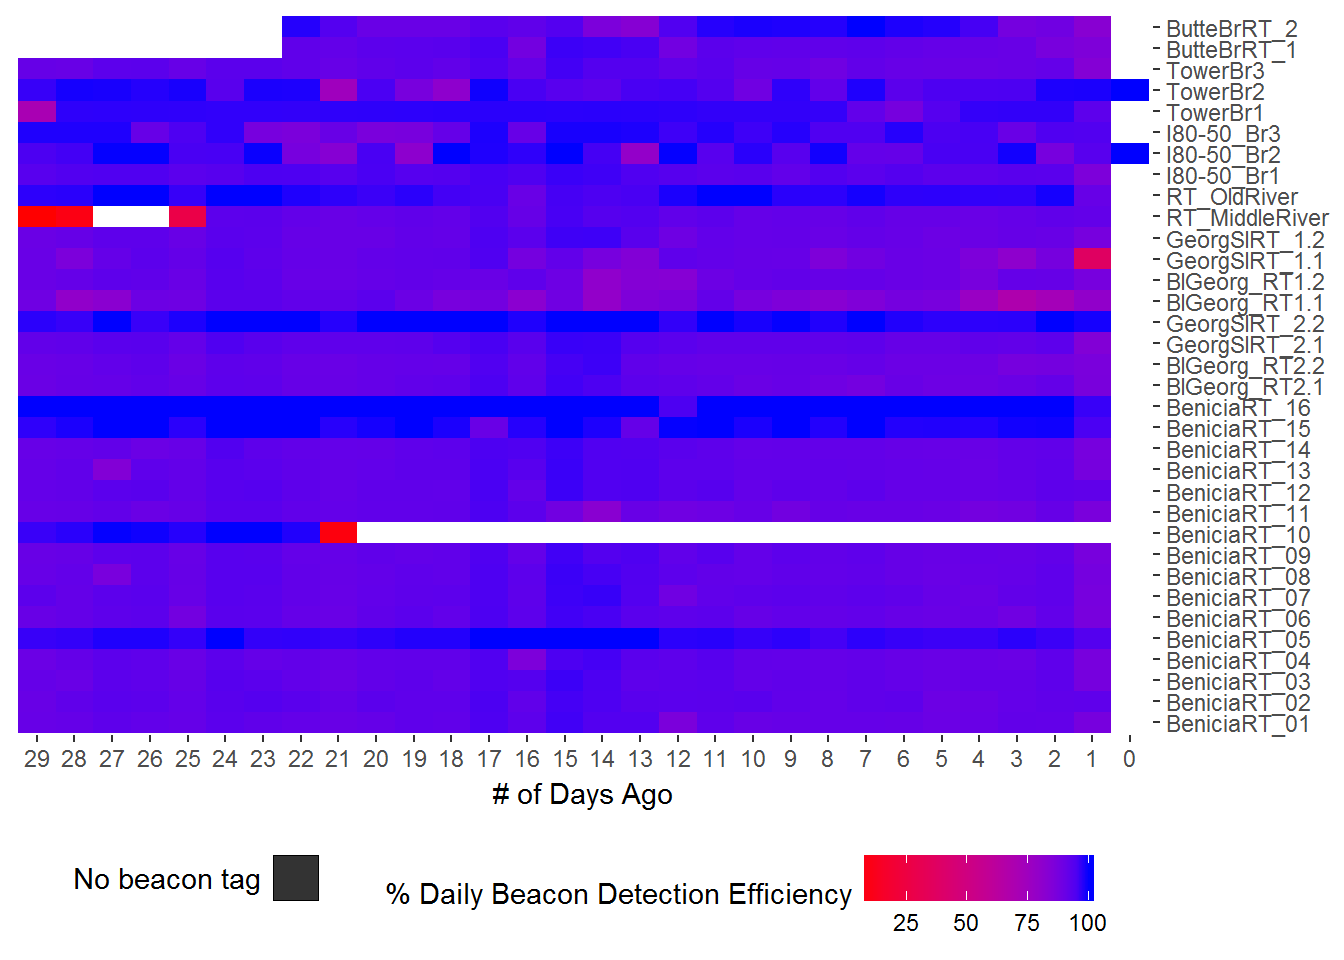 ButteBrRT_2
ButteBrRT_1
TowerBr3
TowerBr2
TowerBr1
I80-50_Br3
I80-50_Br2
I80-50_Br1
RT_OldRiver
RT_MiddleRiver
GeorgSlRT_1.2
GeorgSlRT_1.1
BlGeorg_RT1.2
BlGeorg_RT1.1
GeorgSlRT_2.2
GeorgSlRT_2.1
BlGeorg_RT2.2
BlGeorg_RT2.1
BeniciaRT_16
BeniciaRT_15
BeniciaRT_14
BeniciaRT_13
BeniciaRT_12
BeniciaRT_11
BeniciaRT_10
BeniciaRT_09
BeniciaRT_08
BeniciaRT_07
BeniciaRT_06
BeniciaRT_05
BeniciaRT_04
BeniciaRT_03
BeniciaRT_02
BeniciaRT_01
29 28 27 26 25 24 23 22 21 20 19 18 17 16 15 14 13 12 11 10 9 8 7 6 5 4 3 2 1 0
# of Days Ago
No beacon tag
% Daily Beacon Detection Efficiency
25 50 75 100